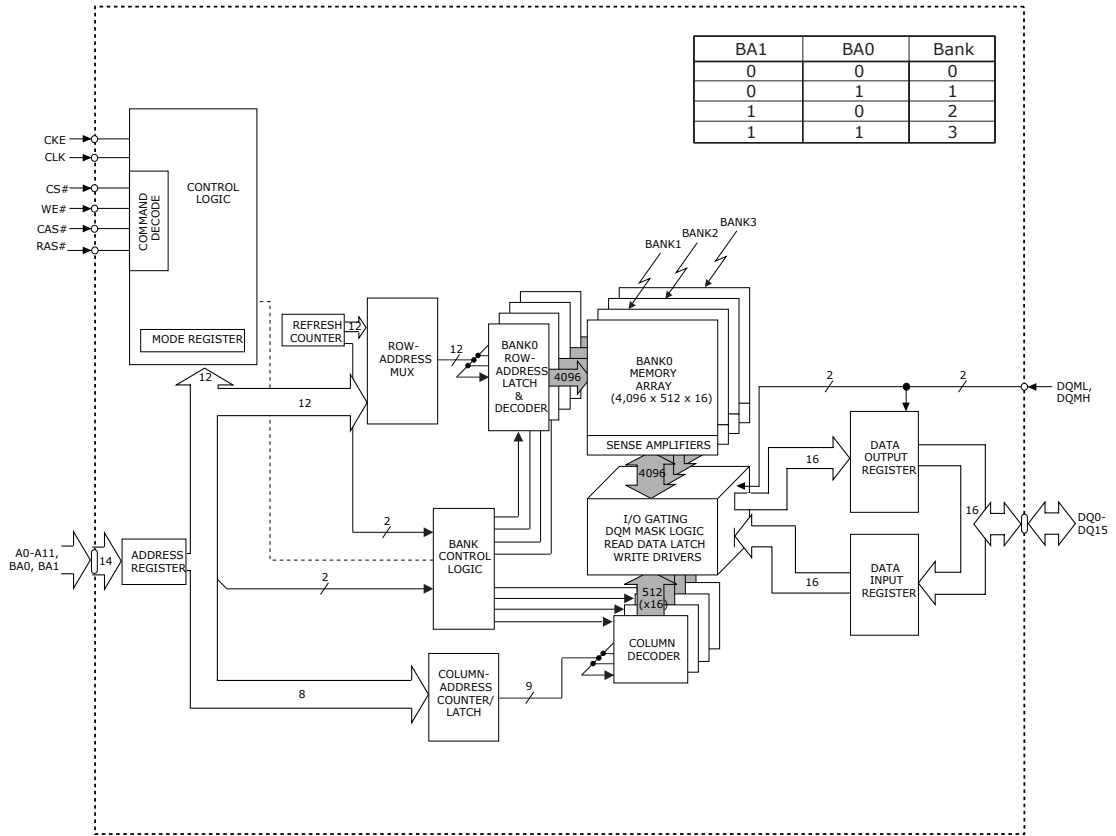 BA1 BA0 Bank
0 0 0
0 1 1
1 0 2
1 1 3
CKE
CLK
CS#
WE#
CAS#
RAS#
COMMAND
DECODE
CONTROL
LOGIC
MODE REGISTER
12
REFRESH
COUNTER
12
ROW-
ADDRESS
MUX
12
12
BANK0
ROW-
ADDRESS
LATCH
&
DECODER
4096
BANK1
BANK2
BANK3
BANK0
MEMORY
ARRAY
(4,096 x 512 x 16)
SENSE AMPLIFIERS
4096
I/O GATING
DQM MASK LOGIC
READ DATA LATCH
WRITE DRIVERS
2
2
DQML,
DQMH
16
DATA
OUTPUT
REGISTER
16
DQ0-
DQ15
16
DATA
INPUT
REGISTER
A0-A11,
BA0, BA1
14
ADDRESS
REGISTER
2
2
BANK
CONTROL
LOGIC
512
(x16)
COLUMN
DECODER
8
COLUMN-
ADDRESS
COUNTER/
LATCH
9